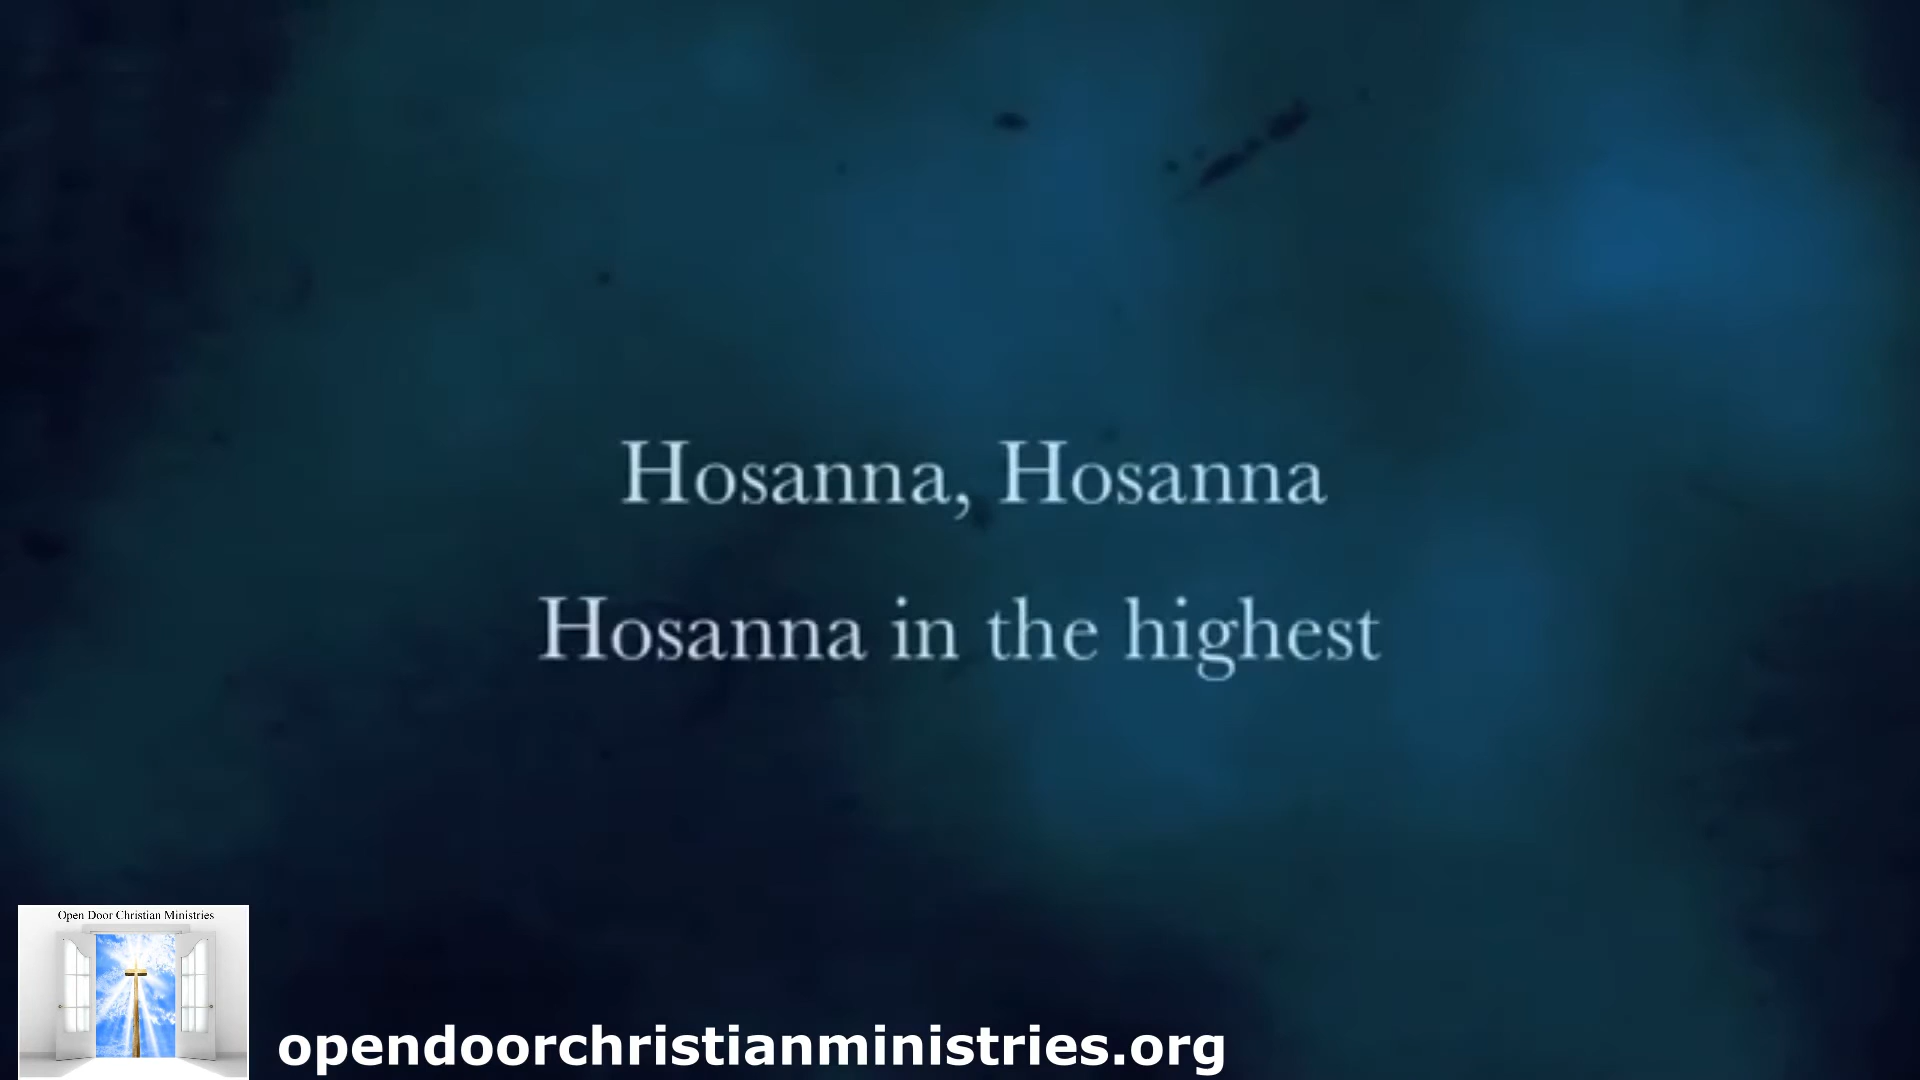 Hosanna, Hosanna
Hosanna in the highest
Open Door Christian Ministries
opendoorchristianministries.org